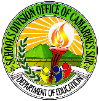 SCHOOLS DIVISION OFFICE OF CAMARINES SUR
DEPARTMENT OF EDUCATION